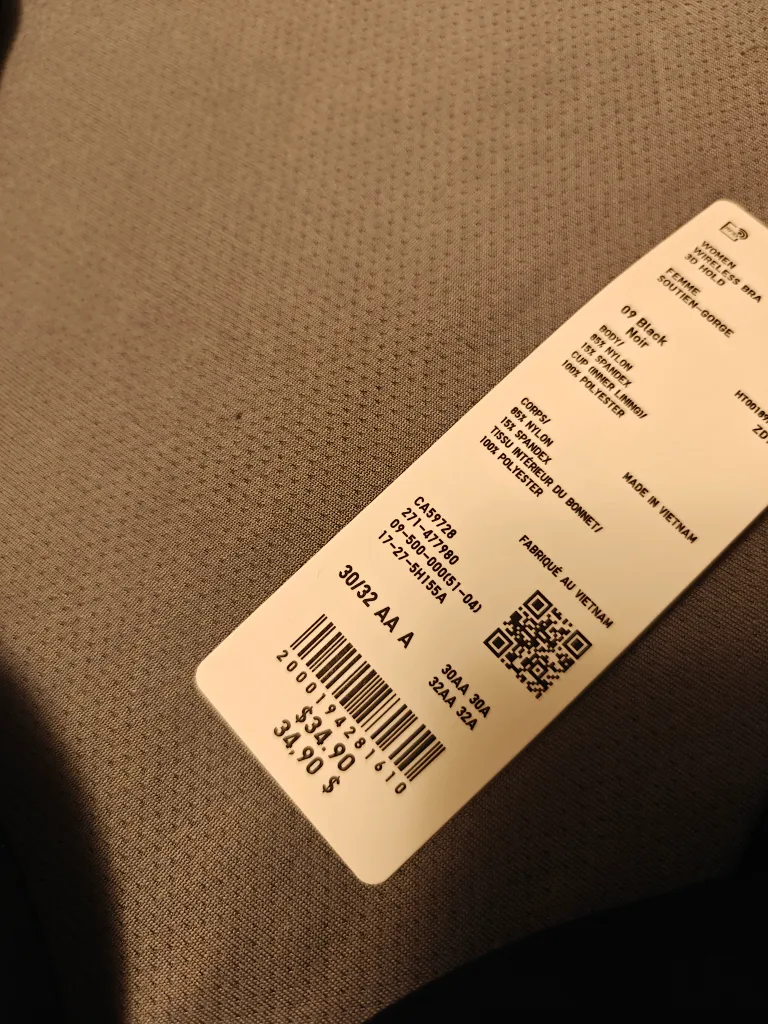 WOMEN
WIRELESS BRA
3D HOLD
FEMME
SOUTIEN-GORGE
09 Black
Noir
BODY/
85% NYLON
15% SPANDEX
CUP (INNER LINING)/
100% POLYESTER
CORPS/
85% NYLON
15% SPANDEX
TISSU INTÉRIEUR DU BONNET/
100% POLYESTER
MADE IN VIETNAM
FABRIQUÉ AU VIETNAM
CA59728
271-477980
09-500-000(51-04)
17-27-5H155A
30/32 AA A
30AA 30A
32AA 32A
2000194281610
$34.90
34,90 $